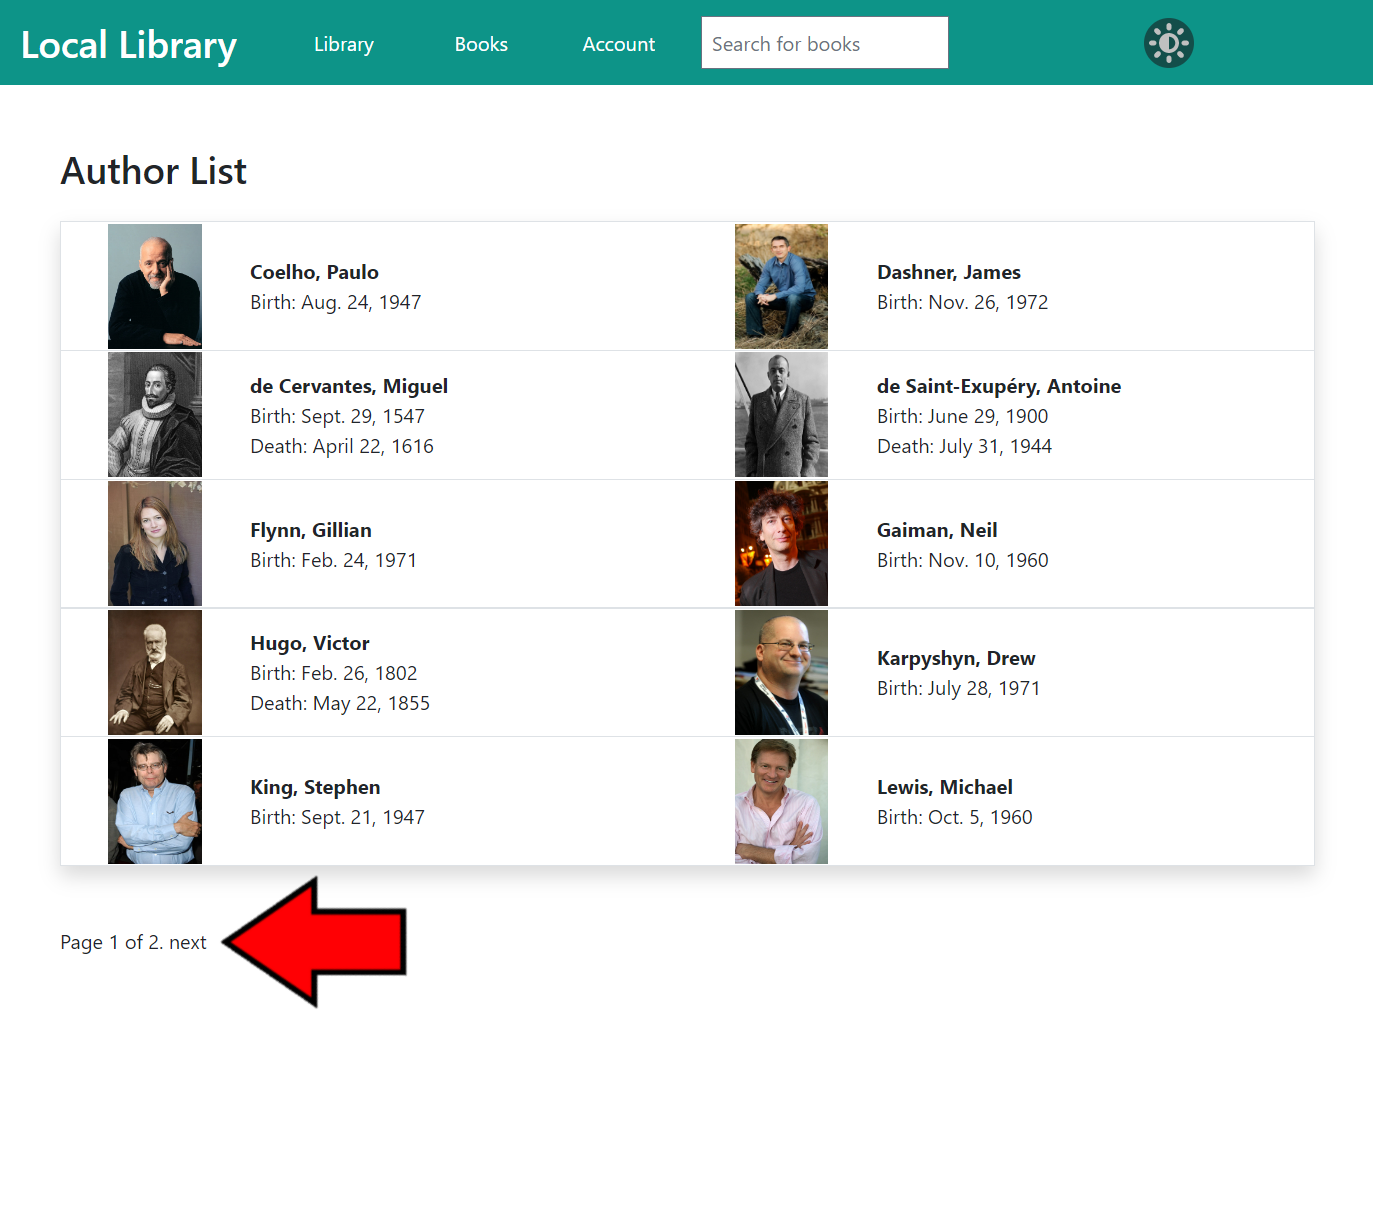 Local Library
Library
Books
Account
Search for books
Author List
Coelho, Paulo
Birth: Aug. 24, 1947
Dashner, James
Birth: Nov. 26, 1972
de Cervantes, Miguel
Birth: Sept. 29, 1547
Death: April 22, 1616
de Saint-Exupéry, Antoine
Birth: June 29, 1900
Death: July 31, 1944
Flynn, Gillian
Birth: Feb. 24, 1971
Gaiman, Neil
Birth: Nov. 10, 1960
Hugo, Victor
Birth: Feb. 26, 1802
Death: May 22, 1855
Karpyshyn, Drew
Birth: July 28, 1971
King, Stephen
Birth: Sept. 21, 1947
Lewis, Michael
Birth: Oct. 5, 1960
Page 1 of 2. next